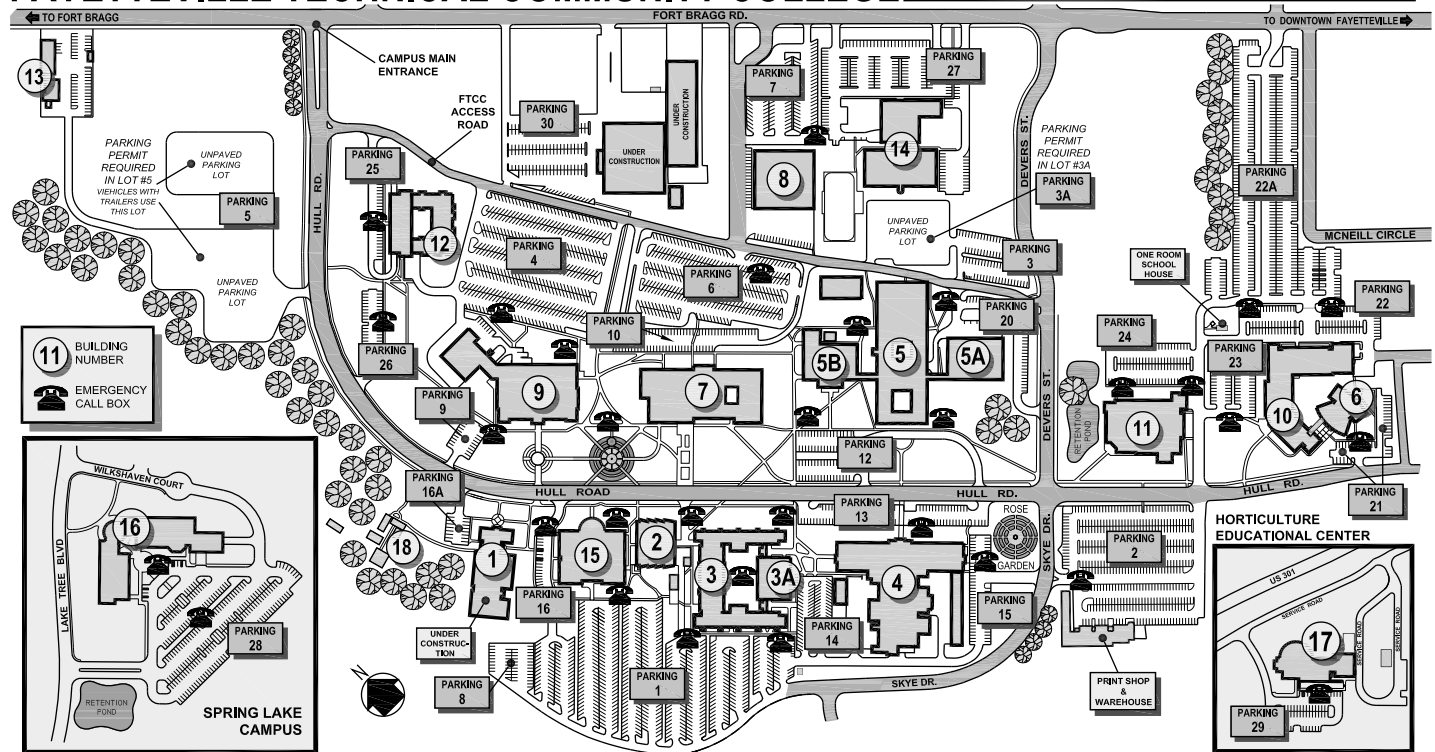 FAYETTEVILLE TECHNICAL COMMUNITY COLLEGE
TO FORT BRAGG
FORT BRAGG RD.
TO DOWNTOWN FAYETTEVILLE
13
CAMPUS MAIN
ENTRANCE
FTCC
ACCESS
ROAD
PARKING
30
UNDER
CONSTRUCTION
UNDER
CONSTRUCTION
PARKING
7
PARKING
27
14
8
DEVERS ST.
PARKING
PERMIT
REQUIRED
IN LOT #3A
PARKING
3A
PARKING
22A
PARKING
PERMIT
REQUIRED
IN LOT #5
VIEHICLES WITH
TRAILERS USE
THIS LOT
UNPAVED
PARKING
LOT
PARKING
5
UNPAVED
PARKING
LOT
HULL RD.
PARKING
25
12
PARKING
4
PARKING
6
UNPAVED
PARKING
LOT
PARKING
3
MCNEILL CIRCLE
ONE ROOM
SCHOOL
HOUSE
PARKING
22
PARKING
20
PARKING
24
PARKING
23
PARKING
10
PARKING
26
PARKING
9
9
7
5B
5
5A
DEVERS ST.
RETENTION
POND
11
10
6
11
BUILDING
NUMBER
EMERGENCY
CALL BOX
PARKING
12
PARKING
16A
HULL ROAD
HULL RD.
HULL RD.
PARKING
21
PARKING
13
ROSE
GARDEN
SKYE DR.
PARKING
2
18
1
15
2
3
3A
4
PARKING
16
PARKING
14
PARKING
15
UNDER
CONSTRUC-
TION
PARKING
8
PARKING
1
SKYE DR.
PRINT SHOP
&
WAREHOUSE
N
WILKSHAVEN COURT
LAKE TREE BLVD
16
PARKING
28
RETENTION
POND
SPRING LAKE
CAMPUS
HORTICULTURE
EDUCATIONAL CENTER
US 301
SERVICE ROAD
SERVICE ROAD
SERVICE ROAD
17
PARKING
29